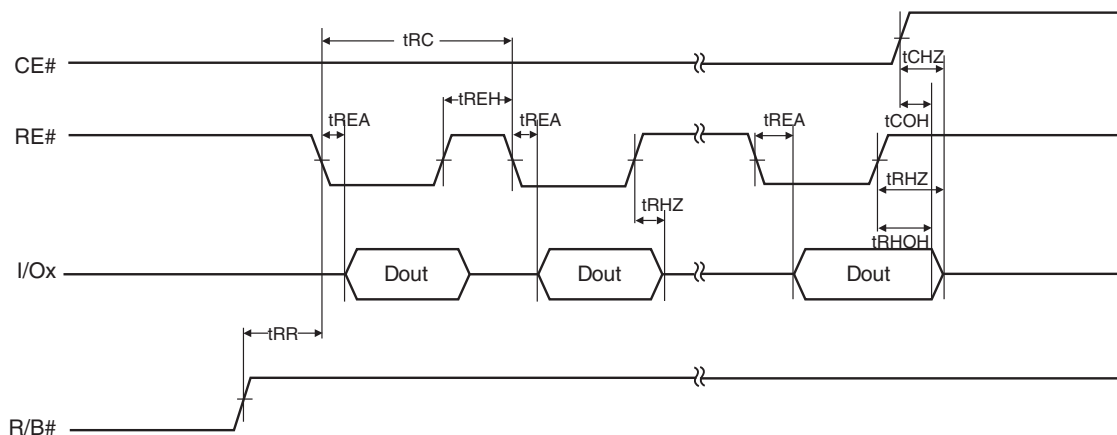 tRC
CE#
tCHZ
tREH
tREA
tREA
tREA
tCOH
RE#
tRHZ
tRHZ
tRHOH
I/Ox
Dout
Dout
Dout
tRR
R/B#